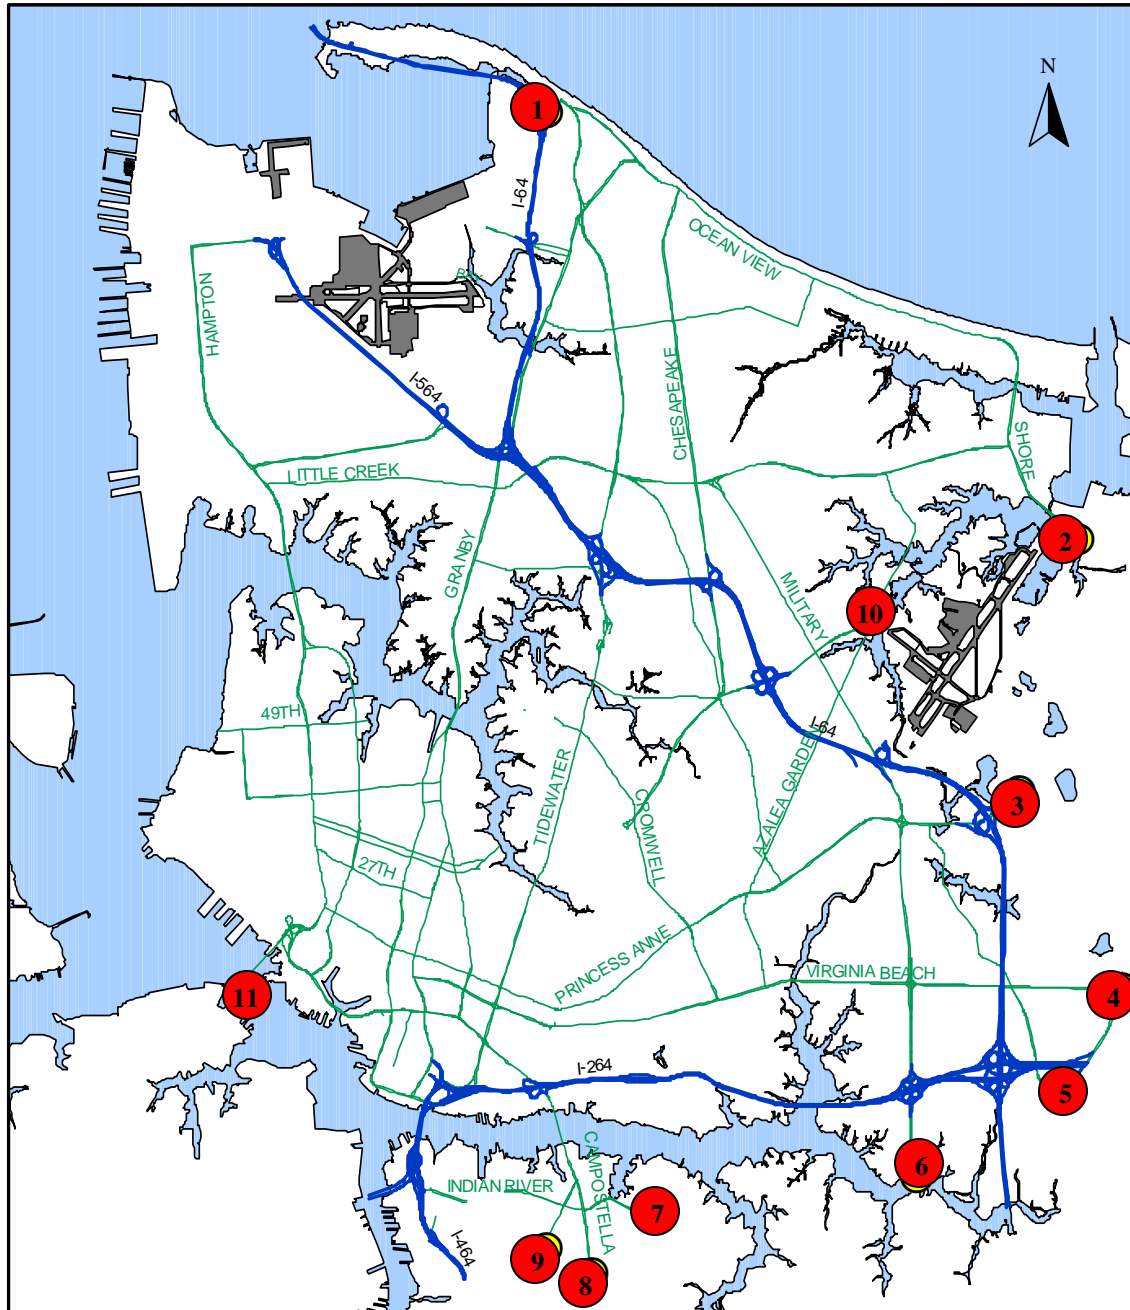 N
1
I-64
OCEAN VIEW
HAMPTON
BAY
I-564
CHESAPEAKE
SHORE
LITTLE CREEK
2
GRANBY
MILITARY
10
49TH
I-64
TIDEWATER
CROMWELL
AZALEA GARDEN
3
27TH
PRINCESS ANNE
VIRGINIA BEACH
11
4
I-264
5
CAMPOSTELLA
6
INDIAN RIVER
7
I-464
9
8